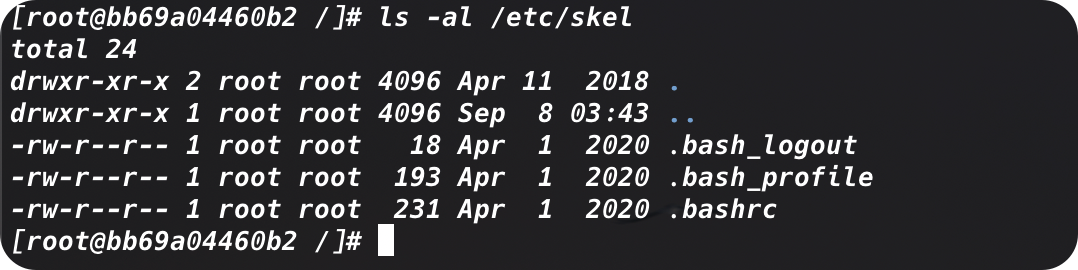 [root@bb69a04460b2 /]# ls -al /etc/skel
total 24
drwxr-xr-x 2 root root 4096 Apr 11  2018 .
drwxr-xr-x 1 root root 4096 Sep  8 03:43 ..
-rw-r--r-- 1 root root   18 Apr  1  2020 .bash_logout
-rw-r--r-- 1 root root  193 Apr  1  2020 .bash_profile
-rw-r--r-- 1 root root  231 Apr  1  2020 .bashrc
[root@bb69a04460b2 /]#